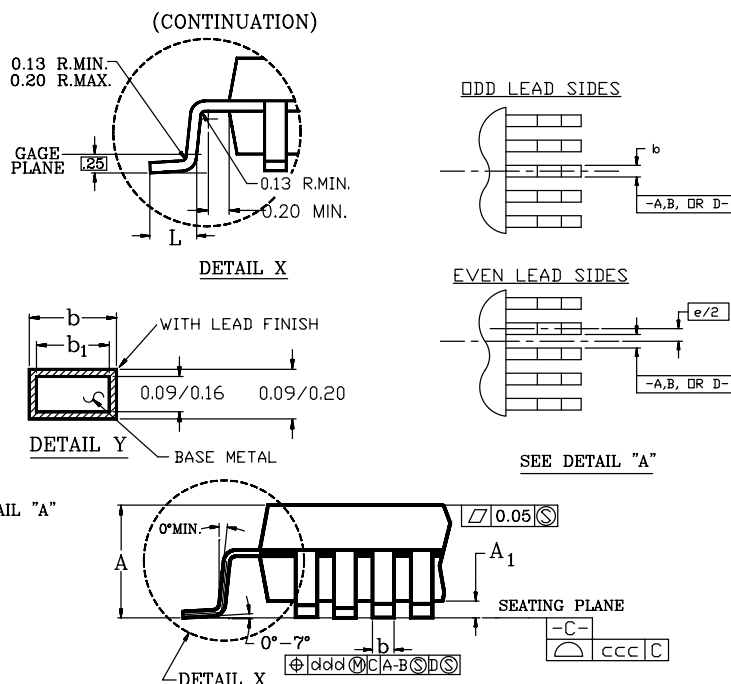 (CONTINUATION)
0.13 R.MIN.
0.20 R.MAX.
GAGE
PLANE
.25
0.13 R.MIN.
0.20 MIN.
L
DETAIL X
ODD LEAD SIDES
b
-A,B, OR D-
EVEN LEAD SIDES
e/2
-A,B, OR D-
SEE DETAIL "A"
b
b1
WITH LEAD FINISH
0.09/0.16
0.09/0.20
DETAIL Y
BASE METAL
AIL "A"
0°MIN.
A
0.05 Ⓢ
A1
SEATING PLANE
-C-
ccc C
0°-7°
b
⌖ ddd Ⓜ C A-B Ⓢ D Ⓢ
DETAIL X